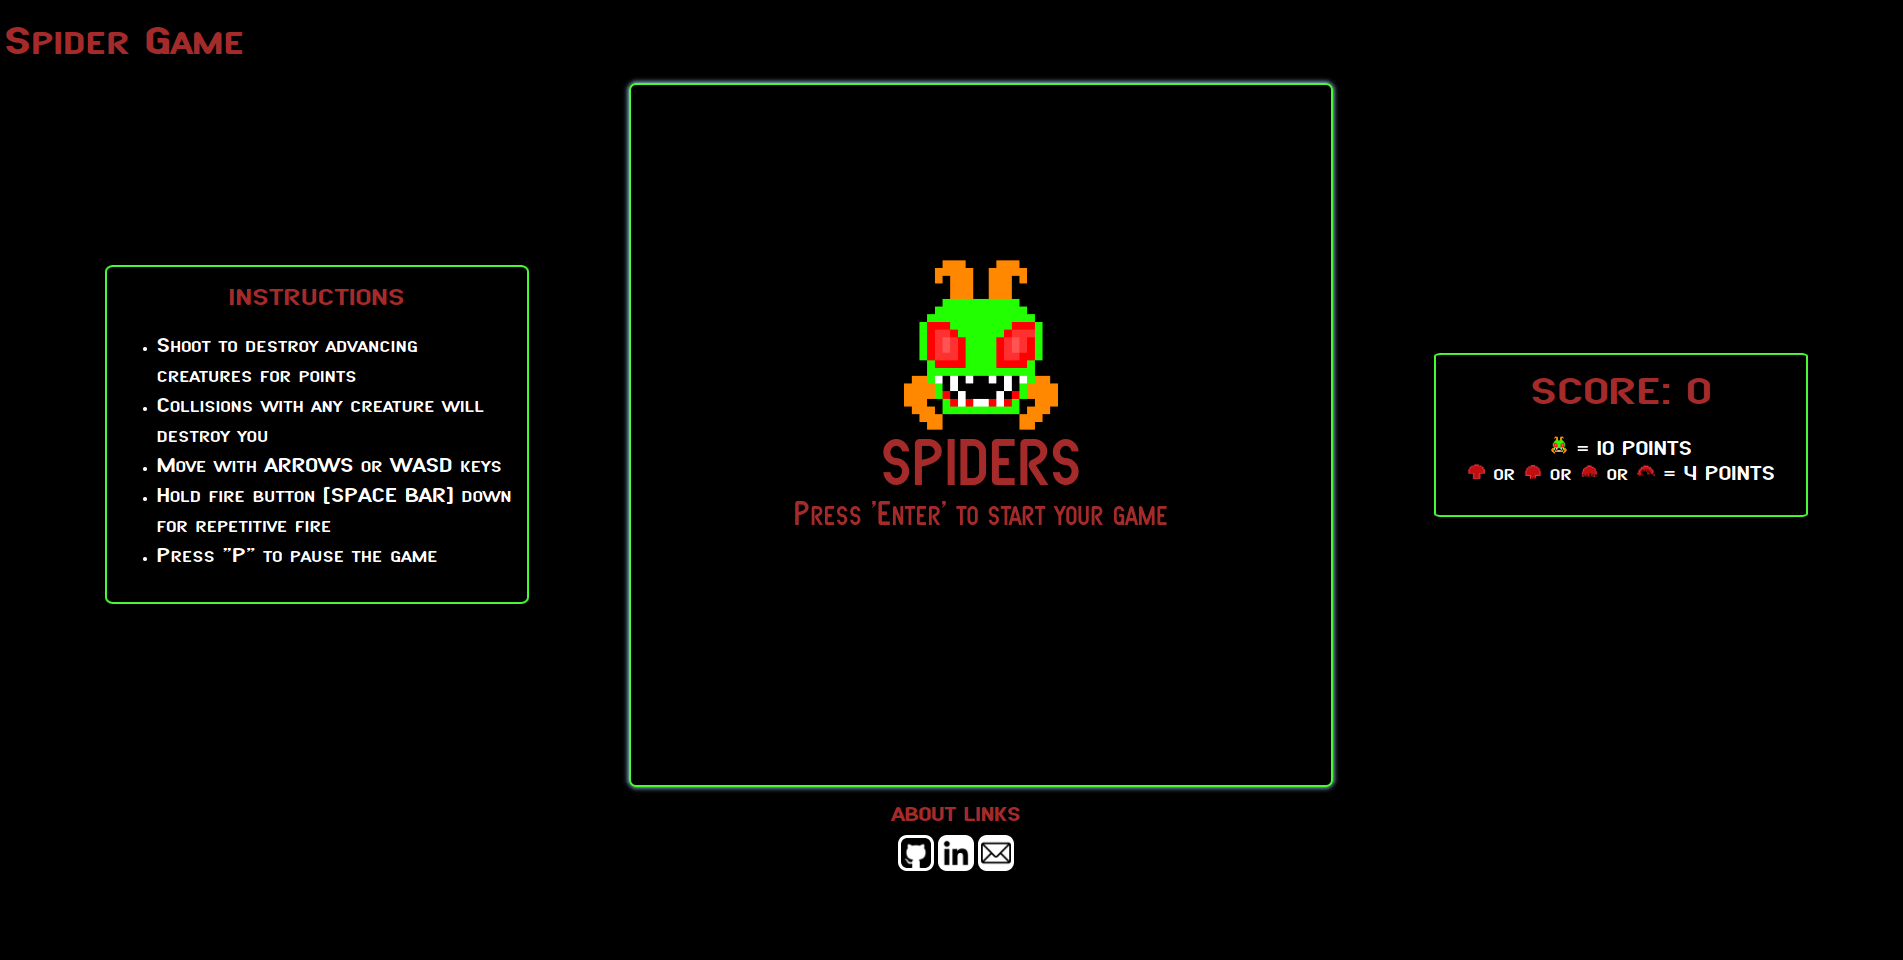 Spider Game
INSTRUCTIONS
• Shoot to destroy advancing
creatures for points
• Collisions with any creature will
destroy you
• Move with ARROWS or WASD keys
• Hold fire button [SPACE BAR] down
for repetitive fire
• Press "P" to pause the game
SPIDERS
Press 'Enter' to start your game
SCORE: 0
= 10 POINTS
or or or = 4 POINTS
ABOUT LINKS
in